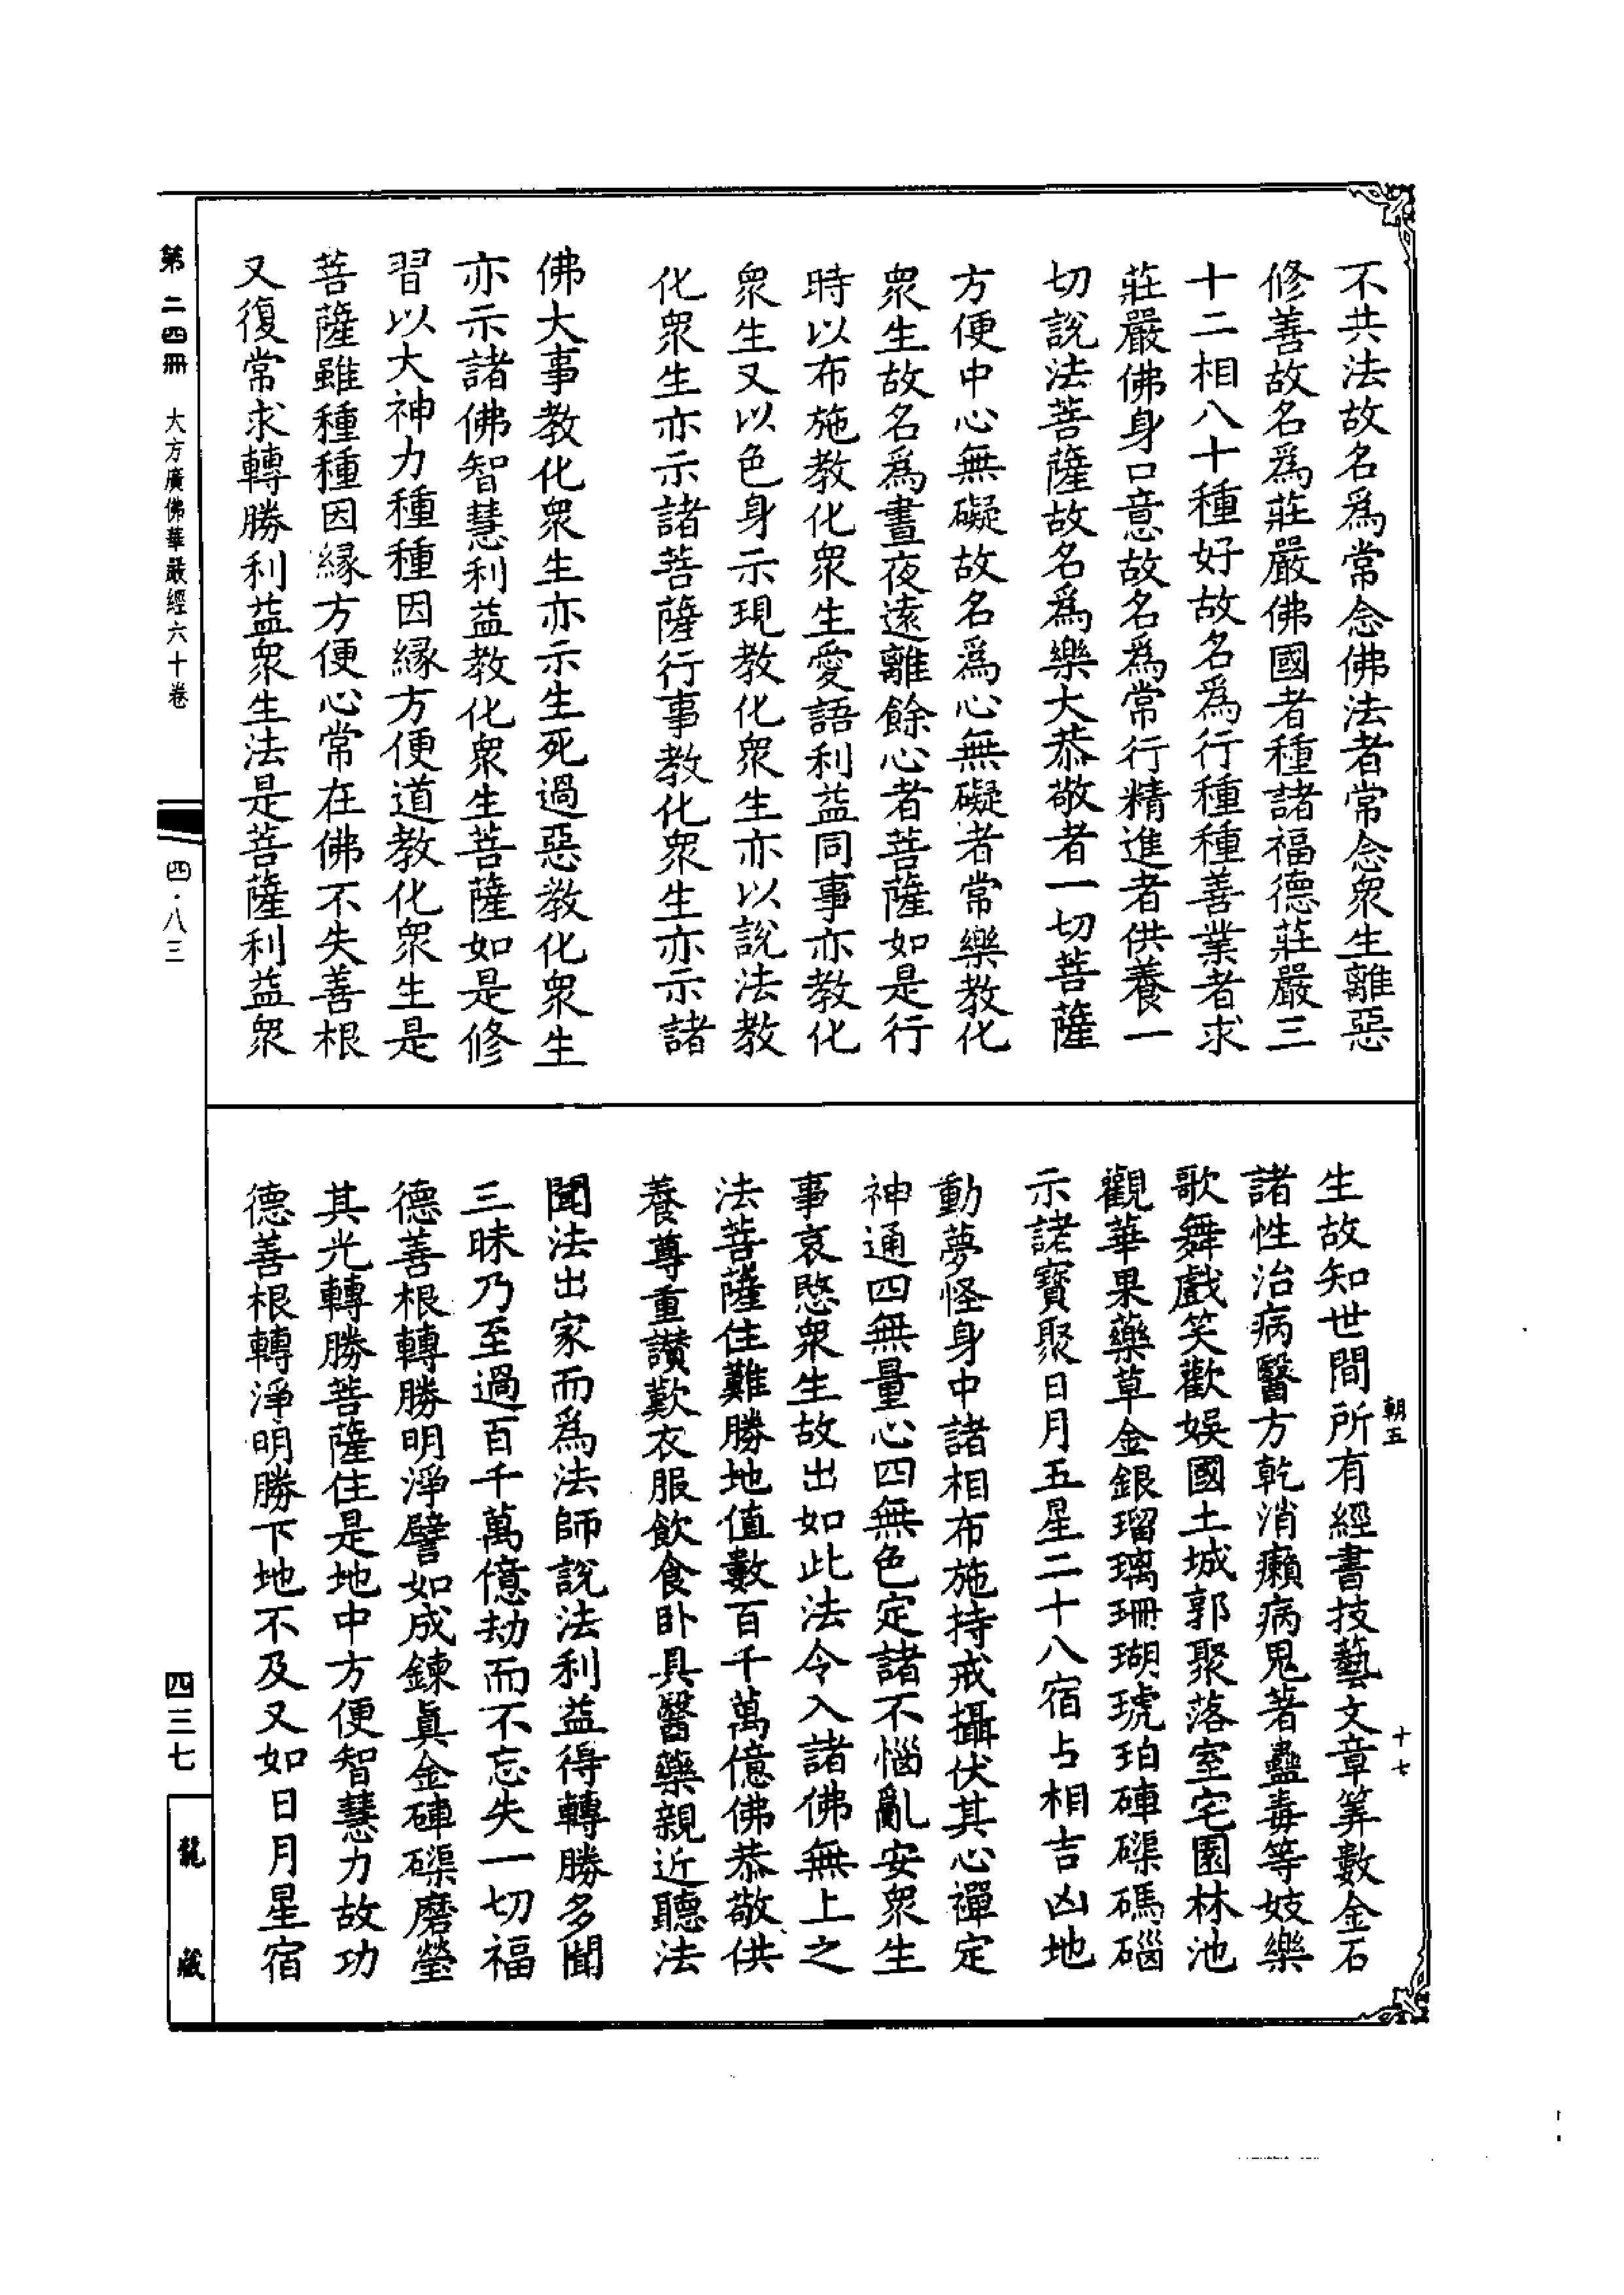 不共法故名爲常念佛法者常念衆生離惡
修善故名爲莊嚴佛國者種諸福德莊嚴三
十二相八十種好故名爲行種種善業者求
莊嚴佛身口意故名爲常行精進者供養一
切說法菩薩故名爲樂大恭敬者一切菩薩
方便中心無礙故名爲心無礙者常樂教化
衆生故名爲晝夜遠離餘心者菩薩如是行
時以布施教化衆生愛語利益同事亦教化
衆生又以色身示現教化衆生亦以說法教
化衆生亦示諸菩薩行事教化衆生亦示諸
佛大事教化衆生亦示生死過惡教化衆生
亦示諸佛智慧利益教化衆生菩薩如是修
習以大神力種種因縁方便道教化衆生是
菩薩雖種種因縁方便心常在佛不失善根
又復常求轉勝利益衆生法是菩薩利益衆
生故知世間所有經書技藝文章筭數金石
諸性治病醫方乾消癩病鬼著蠱毒等妓樂
歌舞戲笑歡娛國土城郭聚落室宅園林池
觀華果藥草金銀瑠璃珊瑚琥珀硨磲碼碯
示諸寶聚日月五星二十八宿占相吉凶地
動夢怪身中諸相布施持戒攝伏其心禪定
神通四無量心四無色定諸不惱亂安衆生
事哀愍衆生故出如此法令入諸佛無上之
法菩薩住難勝地值數百千萬億佛恭敬供
養尊重讃歎衣服飲食卧具醫藥親近聽法
聞法出家而爲法師說法利益得轉勝多聞
三昧乃至過百千萬億劫而不忘失一切福
德善根轉勝明淨譬如成鍊眞金硨磲磨瑩
其光轉勝菩薩住是地中方便智慧力故功
德善根轉淨明勝下地不及又如日月星宿
朝五
十七
第二四冊 大方廣佛華嚴經六十卷
四·八三
四三七
龍藏